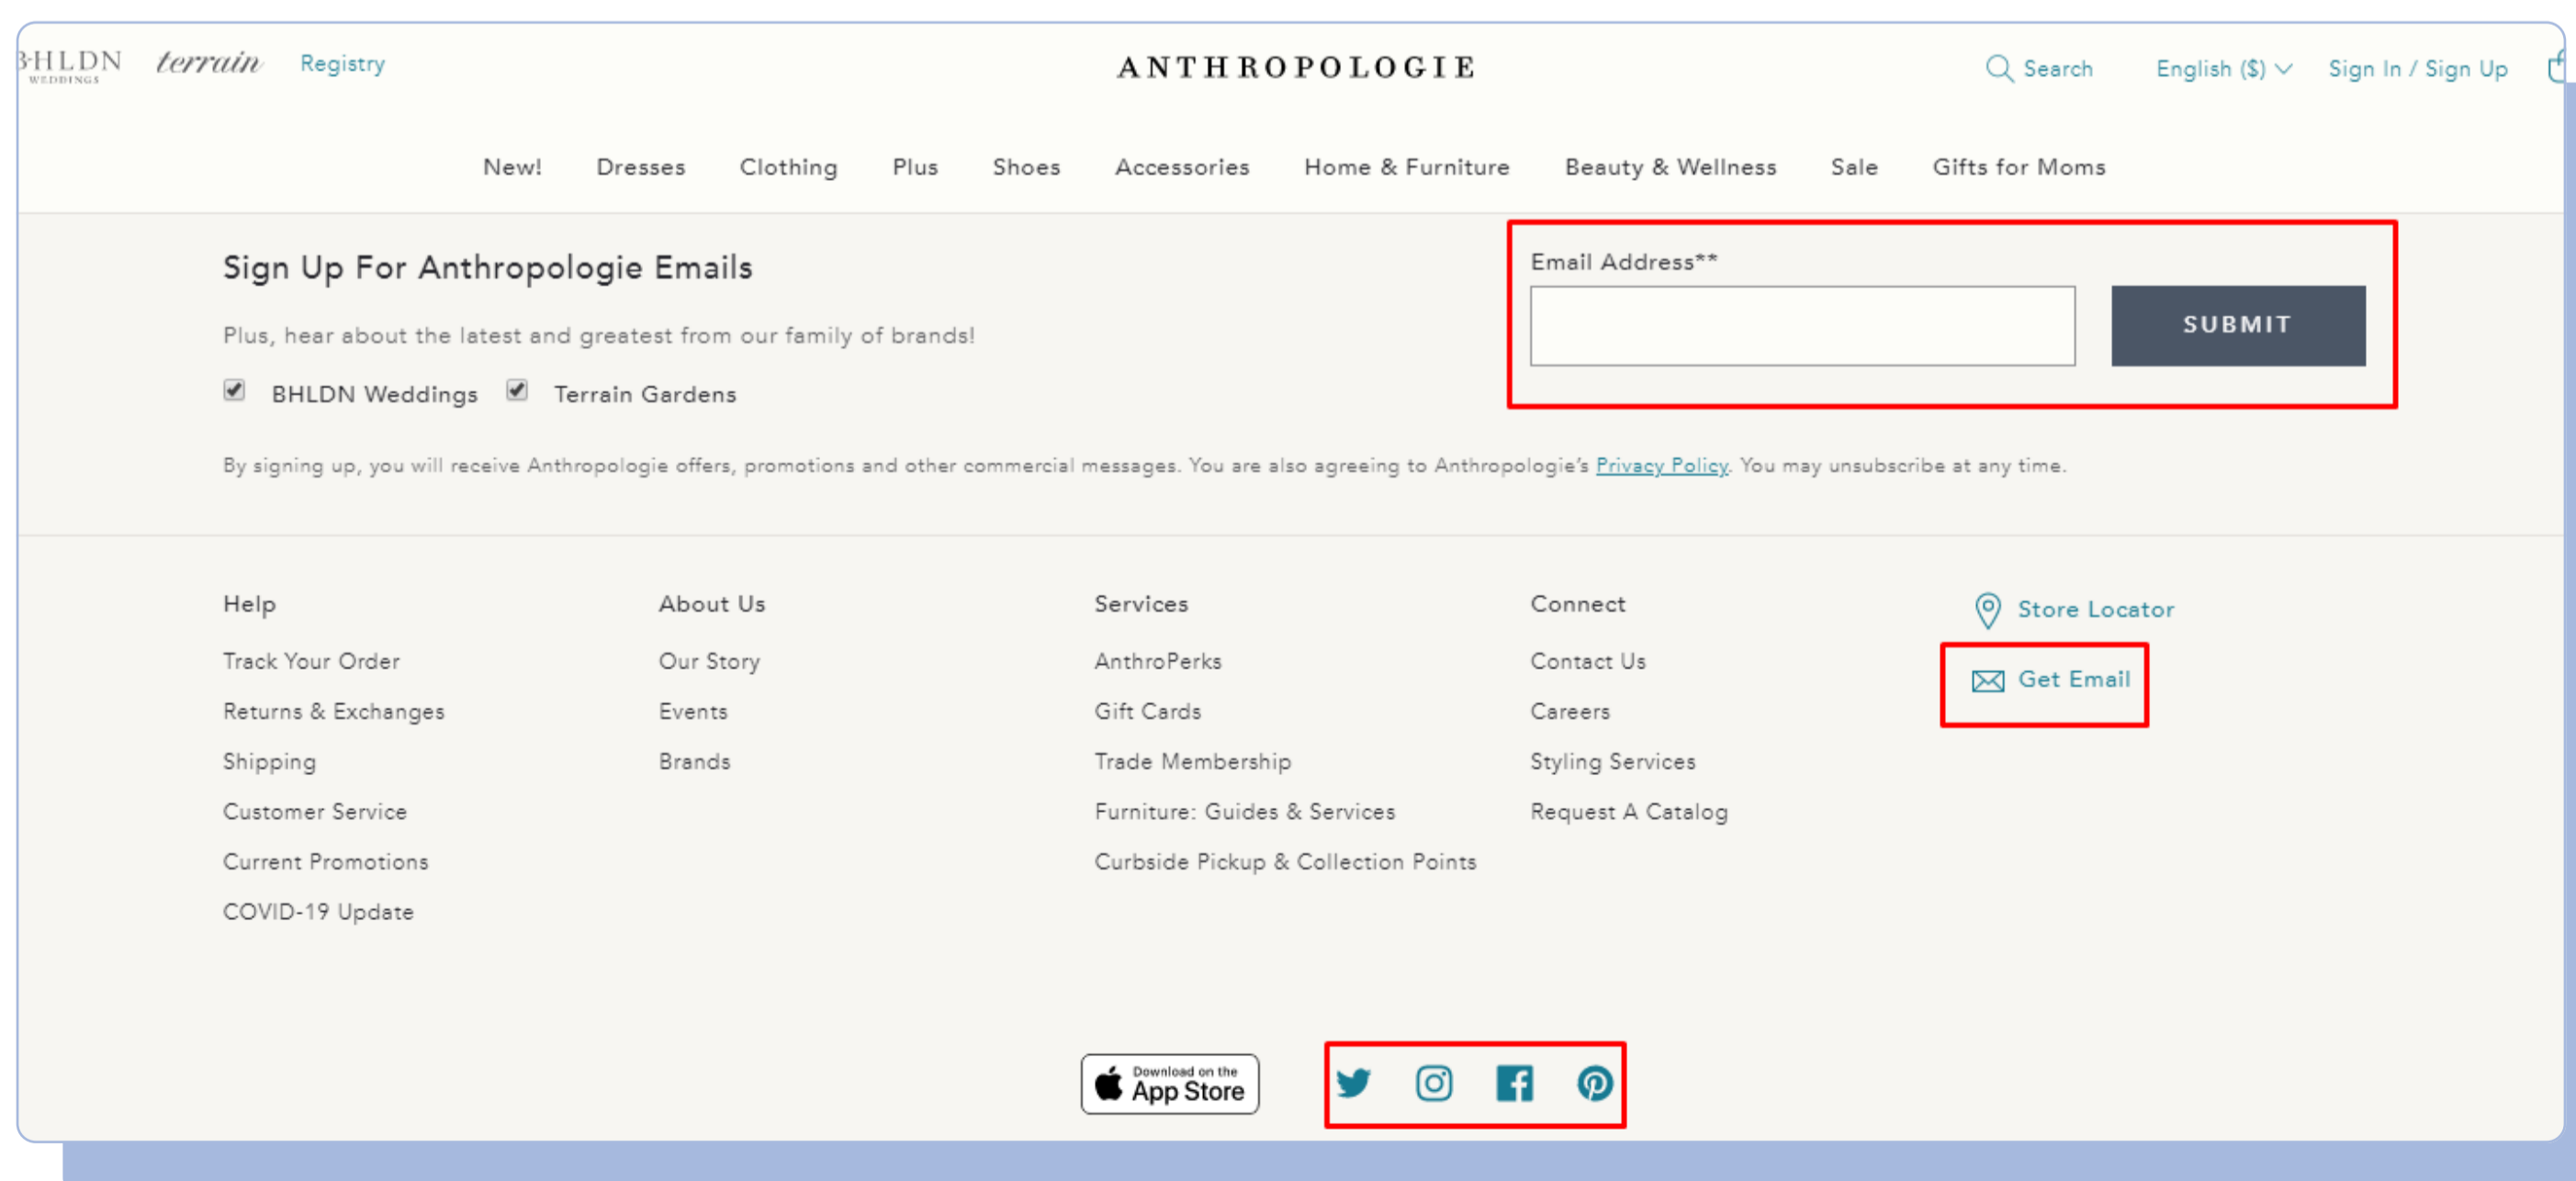 BHLDN terrain Registry ANTHROPOLOGIE Search English ($) Sign In / Sign Up
WEDDINGS
New! Dresses Clothing Plus Shoes Accessories Home & Furniture Beauty & Wellness Sale Gifts for Moms
Sign Up For Anthropologie Emails
Plus, hear about the latest and greatest from our family of brands!
BHLDN Weddings Terrain Gardens
Email Address**
SUBMIT
By signing up, you will receive Anthropologie offers, promotions and other commercial messages. You are also agreeing to Anthropologie's Privacy Policy. You may unsubscribe at any time.
Help
Track Your Order
Returns & Exchanges
Shipping
Customer Service
Current Promotions
COVID-19 Update
About Us
Our Story
Events
Brands
Services
AnthroPerks
Gift Cards
Trade Membership
Furniture: Guides & Services
Curbside Pickup & Collection Points
Connect
Contact Us
Careers
Styling Services
Request A Catalog
Store Locator
Get Email
Download on the
App Store